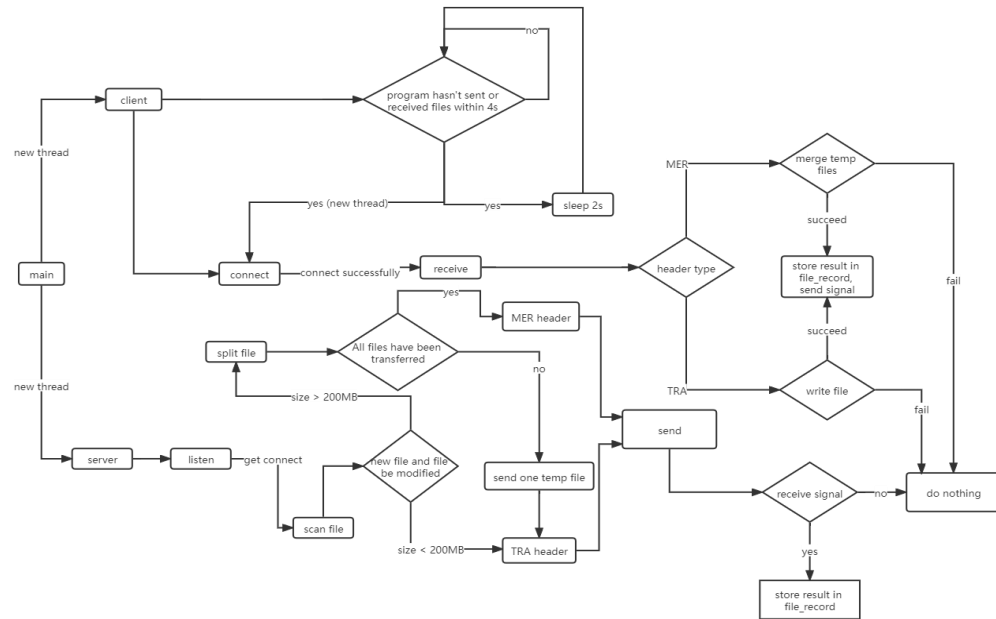 no
client
program hasn't sent or
received files within 4s
new thread
merge temp
files
MER
yes (new thread)
yes
sleep 2s
succeed
main
connect
connect successfully
receive
header type
store result in
file_record,
send signal
fail
yes
MER header
succeed
split file
All files have been
transferred
no
new thread
TRA
write file
size > 200MB
fail
send
server
listen
get connect
new file and file
be modified
send one temp file
receive signal
no
do nothing
scan file
size < 200MB
TRA header
yes
store result in
file_record